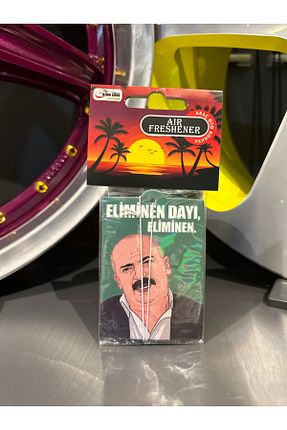 AIR
FRESHENER
ELİMİNEN DAYI,
ELİMİNEN.